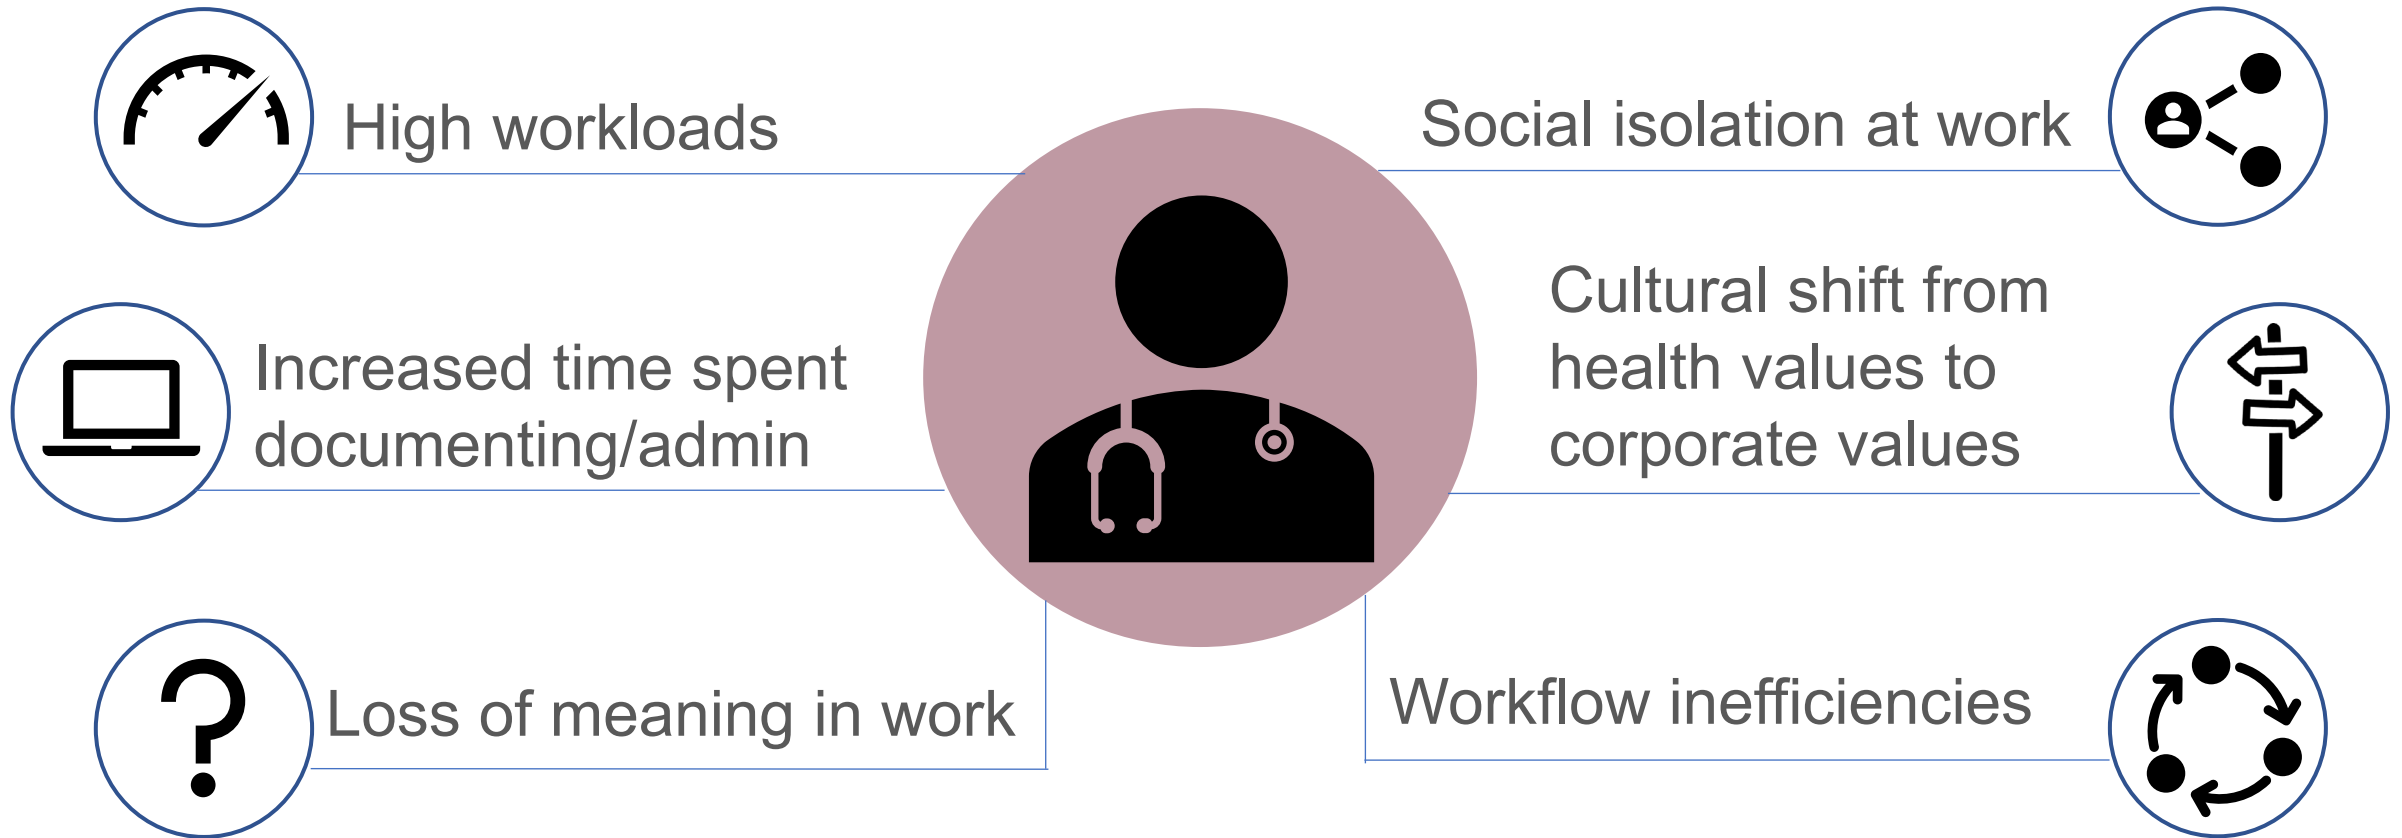 High workloads
Increased time spent
documenting/admin
Loss of meaning in work
Social isolation at work
Cultural shift from
health values to
corporate values
Workflow inefficiencies